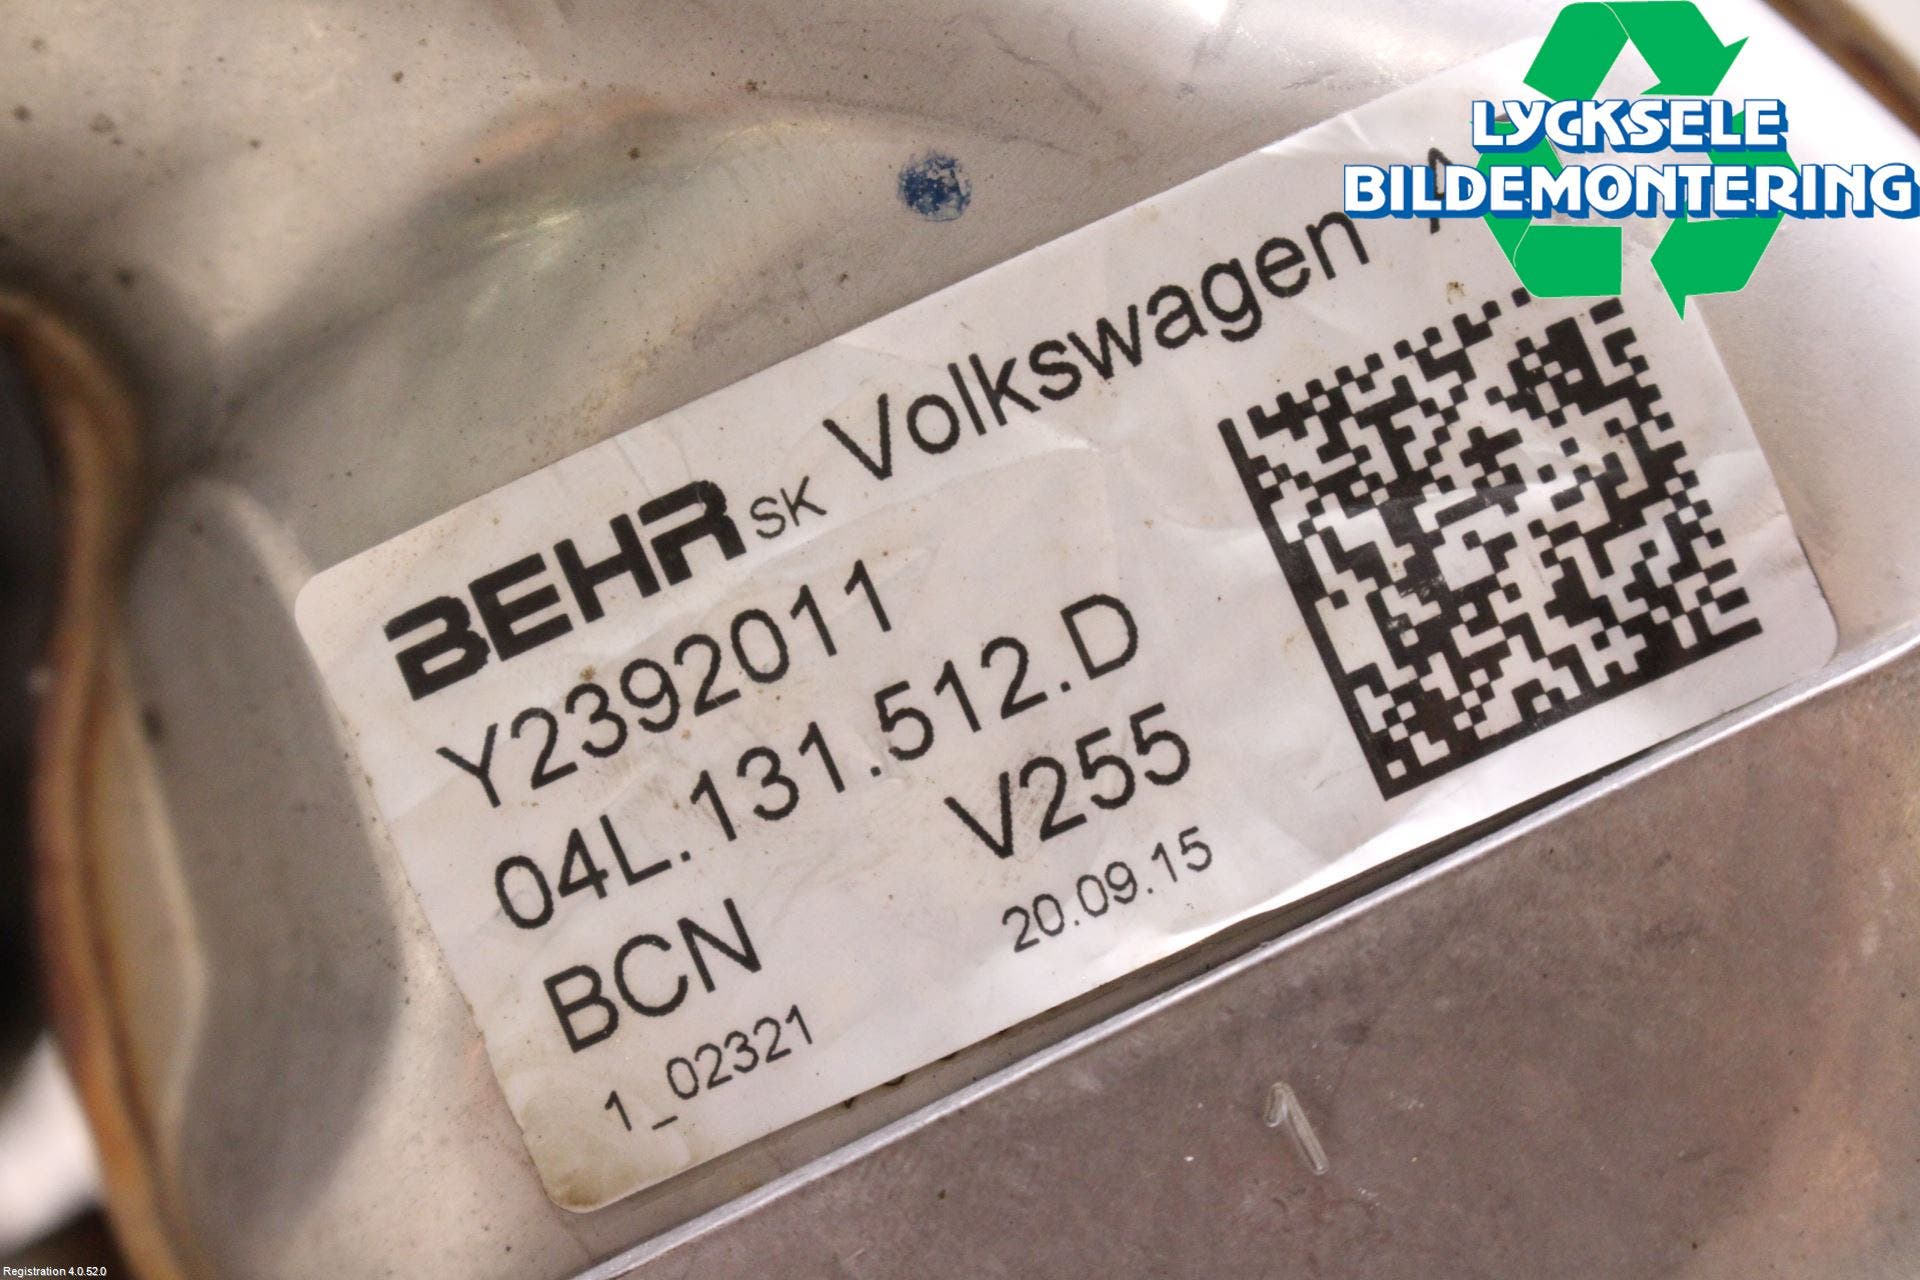 LYCKSELE
BILDEMONTERING
BEHR SK Volkswagen
Y2392011
04L.131.512.D
BCN V255
1_02321 20.09.15
1
Registration 4.0.52.0